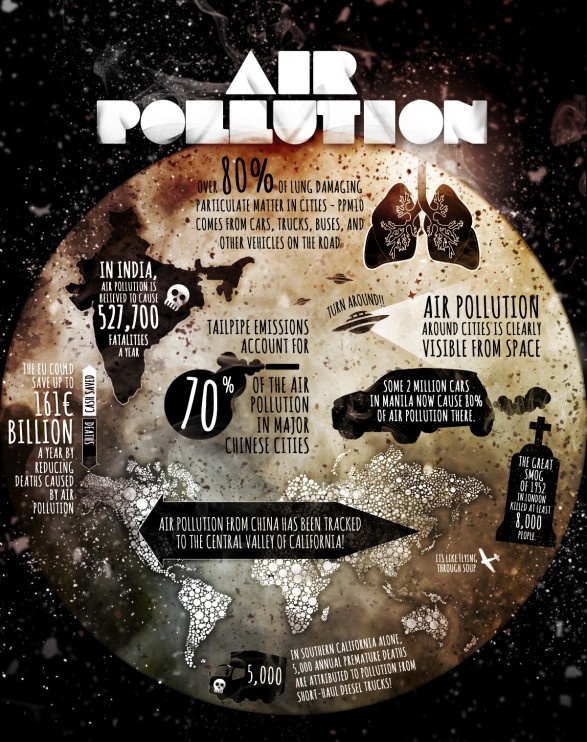 AIR
POLLUTION
OVER 80% OF LUNG DAMAGING
PARTICULATE MATTER IN CITIES - PPM10
COMES FROM CARS, TRUCKS, BUSES, AND
OTHER VEHICLES ON THE ROAD
IN INDIA,
AIR POLLUTION IS
BELIEVED TO CAUSE
527,700
FATALITIES
A YEAR
TURN AROUND!!
AIR POLLUTION
AROUND CITIES IS CLEARLY
VISIBLE FROM SPACE
TAILPIPE EMISSIONS
ACCOUNT FOR
70%
OF THE AIR
POLLUTION
IN MAJOR
CHINESE CITIES
THE EU COULD
SAVE UP TO
161€
BILLION
A YEAR BY
REDUCING
DEATHS CAUSED
BY AIR
POLLUTION
CASH SAVED
DEATHS
SOME 2 MILLION CARS
IN MANILA NOW CAUSE 80%
OF AIR POLLUTION THERE.
THE GREAT
SMOG
OF 1952
IN LONDON
KILLED AT LEAST
8,000
PEOPLE.
AIR POLLUTION FROM CHINA HAS BEEN TRACKED
TO THE CENTRAL VALLEY OF CALIFORNIA!
ITS LIKE FLYING
THROUGH SOUP
5,000
IN SOUTHERN CALIFORNIA ALONE,
5,000 ANNUAL PREMATURE DEATHS
ARE ATTRIBUTED TO POLLUTION FROM
SHORT-HAUL DIESEL TRUCKS!